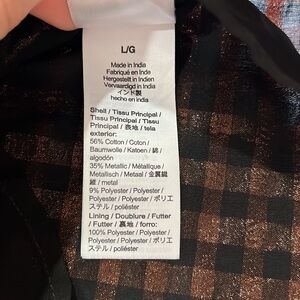 L/G
Made in India
Fabriqué en Inde
Hergestellt in Indien
Vervaardigd in India
インド製
hecho en india
Shell / Tissu Principal /
Tissu Principal / Tissu
Principal / 表地 / tela
exterior:
56% Cotton / Coton /
Baumwolle / Katoen / 綿 /
algodón
35% Metallic / Métallique /
Metallisch / Metaal / 金属繊
維 / metal
9% Polyester / Polyester /
Polyester / Polyester / ポリエ
ステル / poliéster
Lining / Doublure / Futter
/ Futter / 裏地 / forro:
100% Polyester / Polyester
/ Polyester / Polyester / ポリエ
ステル / poliéster